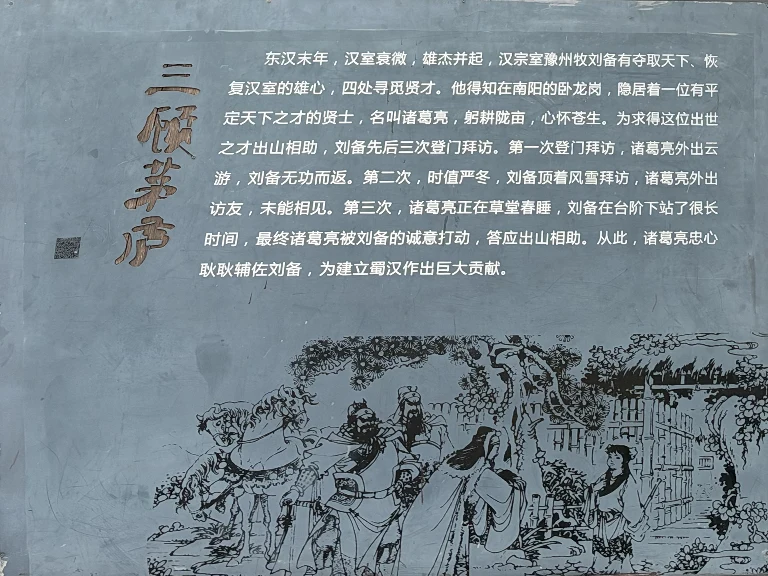 三顾茅庐
东汉末年，汉室衰微，雄杰并起，汉宗室豫州牧刘备有夺取天下、恢
复汉室的雄心，四处寻觅贤才。他得知在南阳的卧龙岗，隐居着一位有平
定天下之才的贤士，名叫诸葛亮，躬耕陇亩，心怀苍生。为求得这位出世
之才出山相助，刘备先后三次登门拜访。第一次登门拜访，诸葛亮外出云
游，刘备无功而返。第二次，时值严冬，刘备顶着风雪拜访，诸葛亮外出
访友，未能相见。第三次，诸葛亮正在草堂春睡，刘备在台阶下站了很长
时间，最终诸葛亮被刘备的诚意打动，答应出山相助。从此，诸葛亮忠心
耿耿辅佐刘备，为建立蜀汉作出巨大贡献。